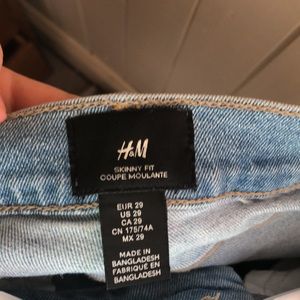 H&M
SKINNY FIT
COUPE MOULANTE
EUR 29
US 29
CA 29
CN 175/74A
MX 29
MADE IN
BANGLADESH
FABRIQUÉ EN
BANGLADESH